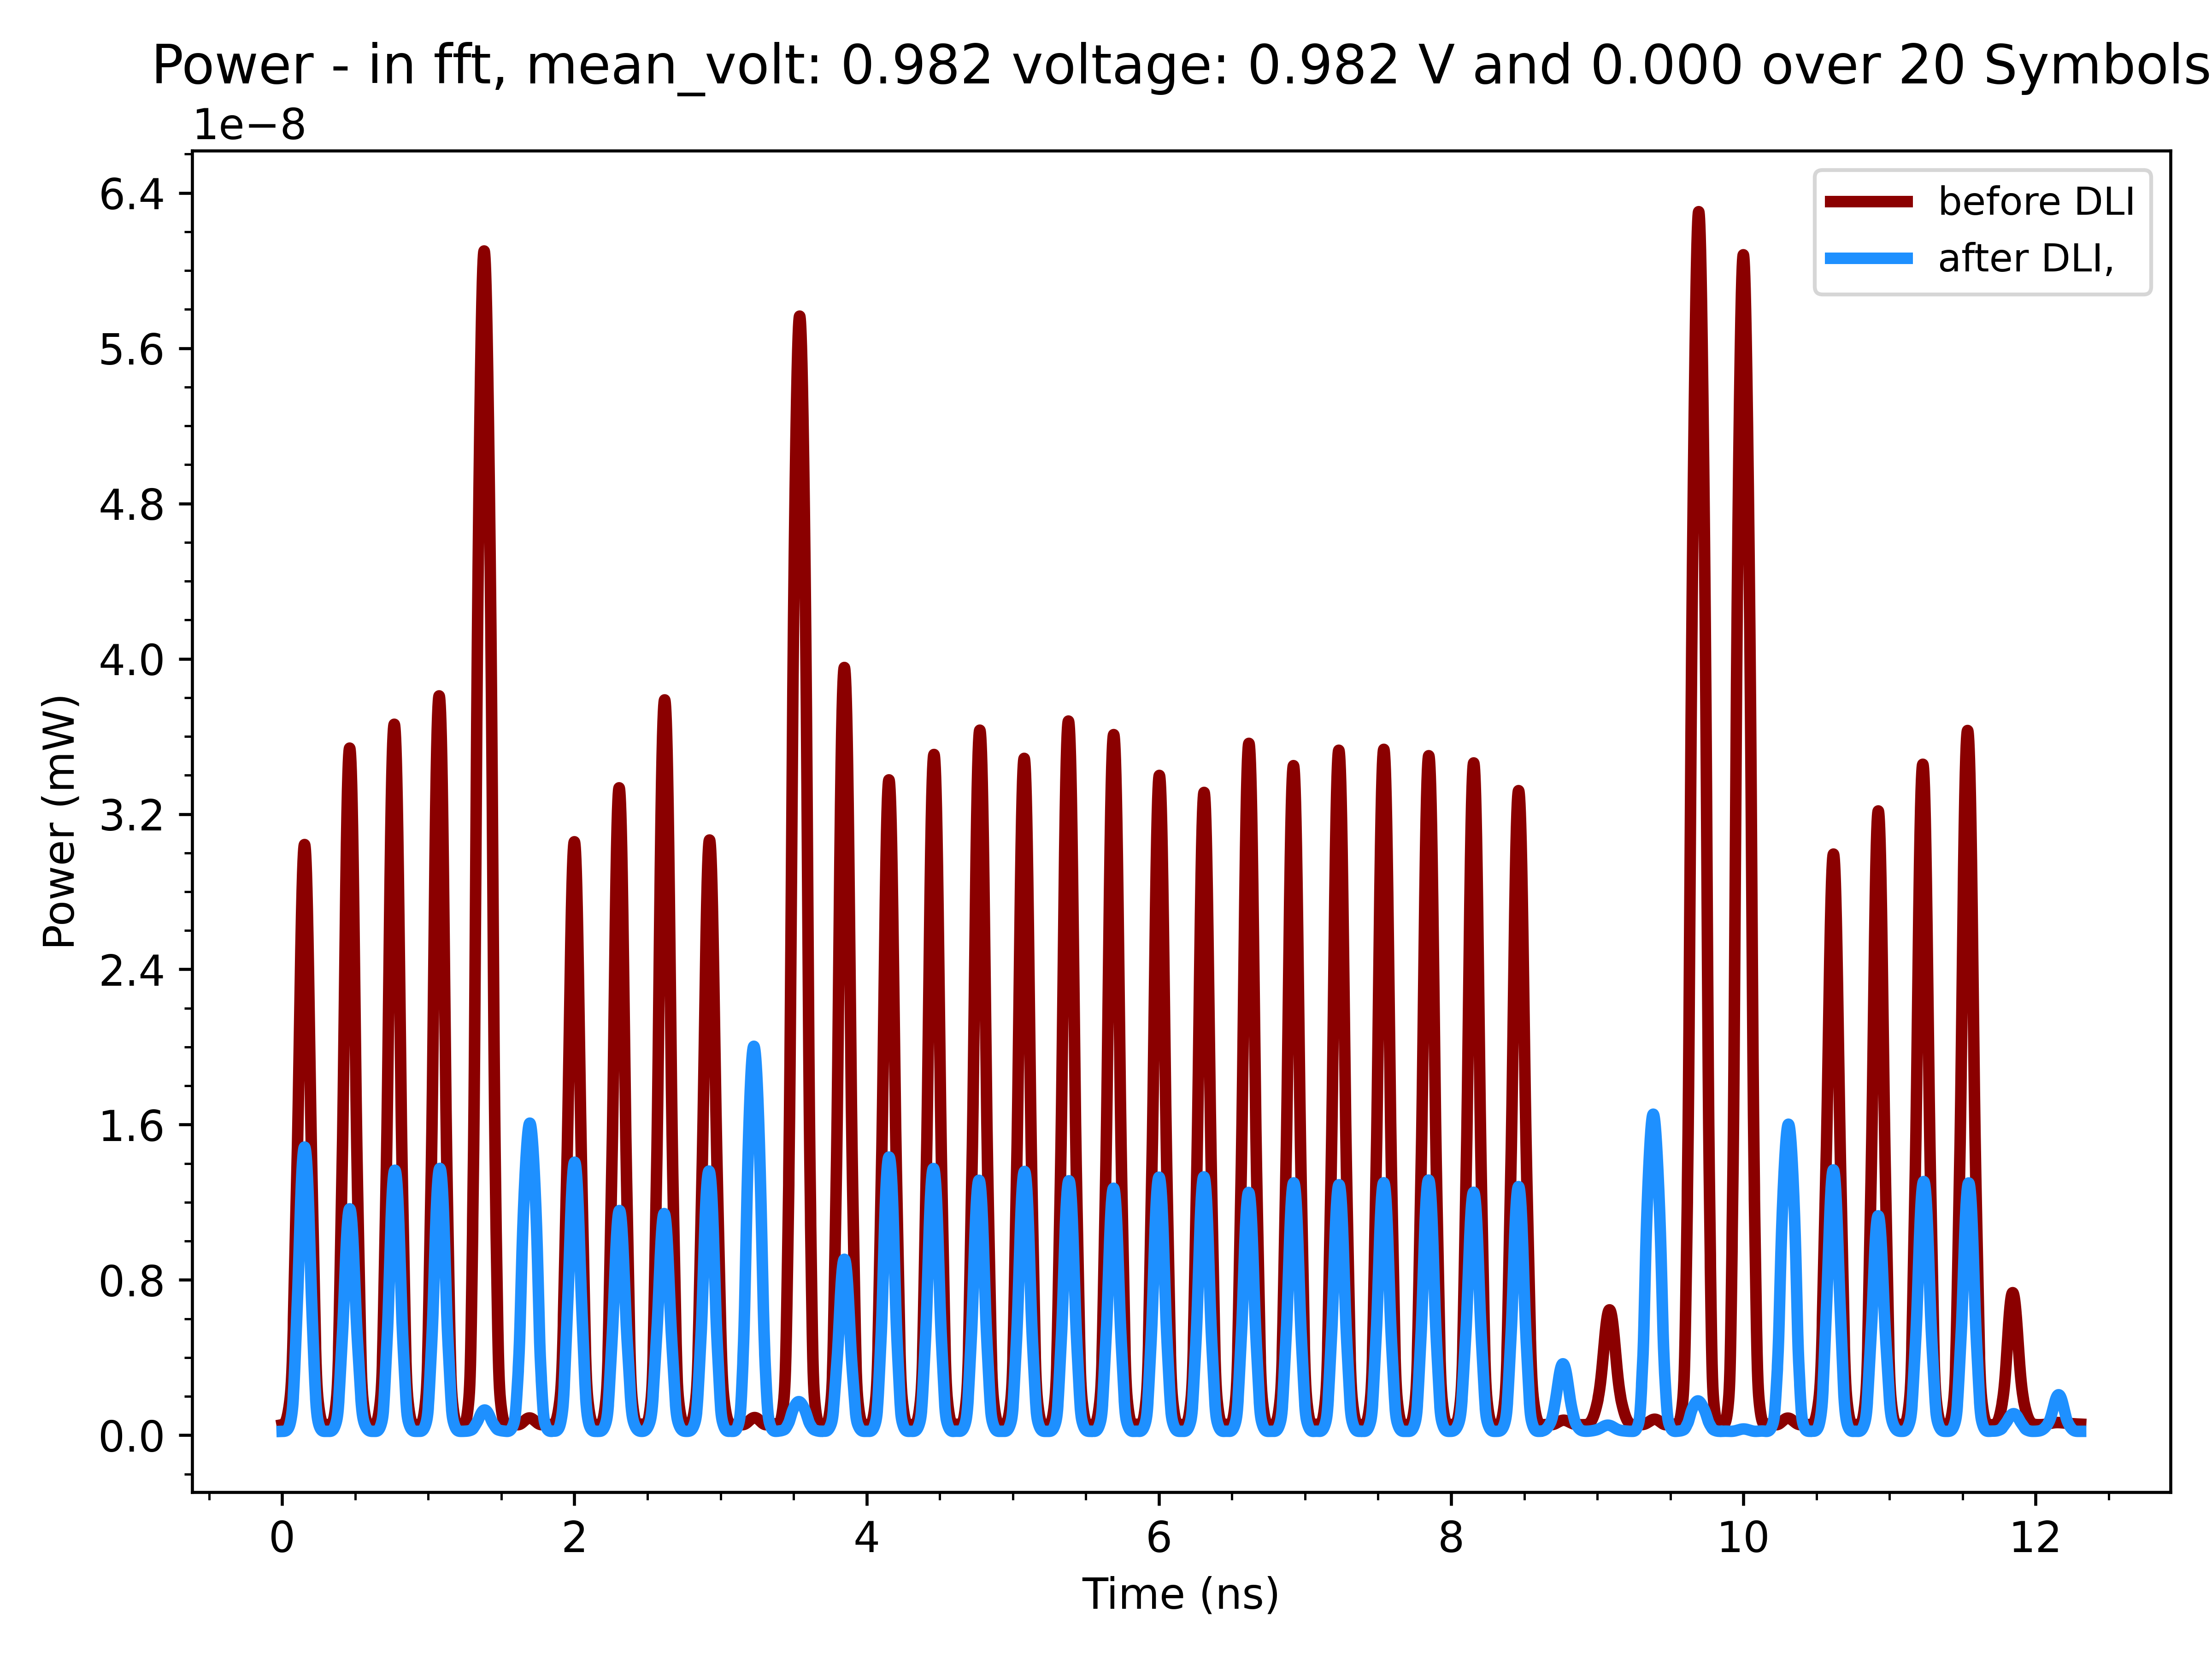 Power - in fft, mean_volt: 0.982 voltage: 0.982 V and 0.000 over 20 Symbols
1e−8
before DLI
after DLI,
6.4
5.6
4.8
4.0
3.2
2.4
1.6
0.8
0.0
Power (mW)
0 2 4 6 8 10 12
Time (ns)